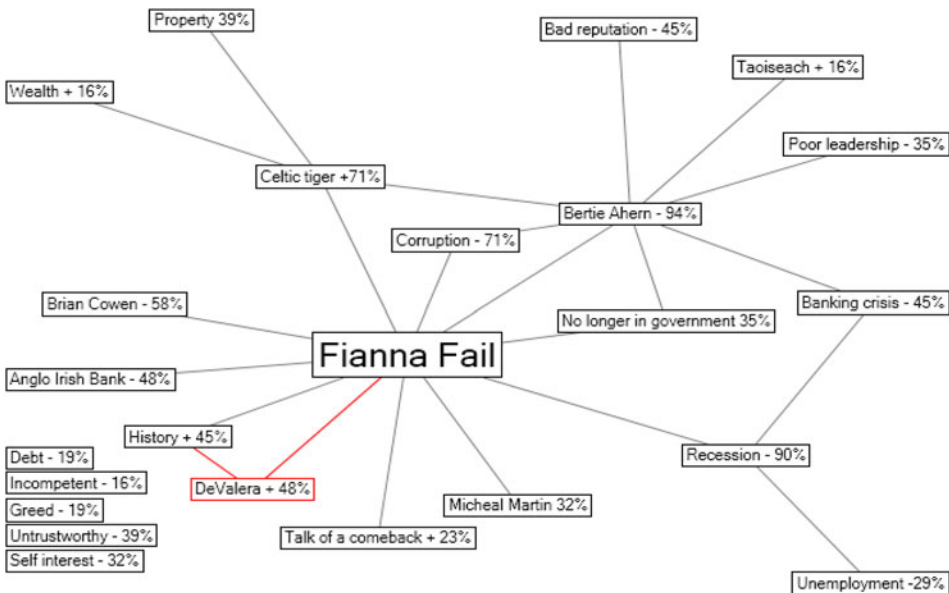 Property 39%
Bad reputation - 45%
Taoiseach + 16%
Wealth + 16%
Poor leadership - 35%
Celtic tiger +71%
Bertie Ahern - 94%
Corruption - 71%
Brian Cowen - 58%
Banking crisis - 45%
No longer in government 35%
Fianna Fail
Anglo Irish Bank - 48%
History + 45%
Recession - 90%
Debt - 19%
Incompetent - 16%
DeValera + 48%
Micheal Martin 32%
Greed - 19%
Untrustworthy - 39%
Talk of a comeback + 23%
Self interest - 32%
Unemployment -29%